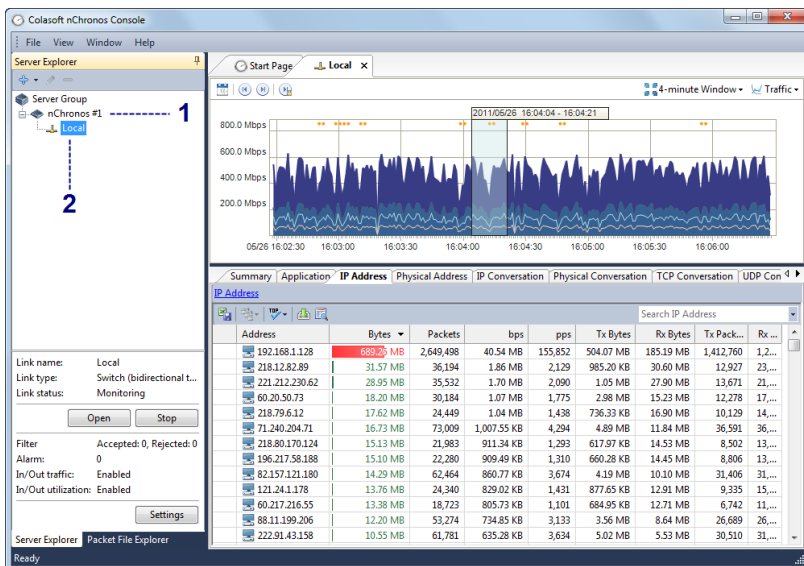 Colasoft nChronos Console
File View Window Help
Server Explorer
Server Group
nChronos #1
Local
1
2
Link name: Local
Link type: Switch (bidirectional t...
Link status: Monitoring
Open Stop
Filter Accepted: 0, Rejected: 0
Alarm: 0
In/Out traffic: Enabled
In/Out utilization: Enabled
Settings
Server Explorer Packet File Explorer
Ready
Start Page Local
4-minute Window Traffic
2011/05/26 16:04:04 - 16:04:21
800.0 Mbps
600.0 Mbps
400.0 Mbps
200.0 Mbps
05/26 16:02:30 16:03:00 16:03:30 16:04:00 16:04:30 16:05:00 16:05:30 16:06:00
Summary Application IP Address Physical Address IP Conversation Physical Conversation TCP Conversation UDP Con
IP Address
TOP Search IP Address
Address Bytes Packets bps pps Tx Bytes Rx Bytes Tx Pack... Rx ...
192.168.1.128 689.25 MB 2,649,498 40.54 MB 155,852 504.07 MB 185.19 MB 1,412,760 1,2...
218.12.82.89 31.57 MB 36,194 1.86 MB 2,129 985.20 KB 30.60 MB 12,927 23,...
221.212.230.62 28.95 MB 35,532 1.70 MB 2,090 1.05 MB 27.90 MB 13,671 21,...
60.20.50.73 18.20 MB 30,184 1.07 MB 1,775 2.98 MB 15.23 MB 12,278 17,...
218.79.6.12 17.62 MB 24,449 1.04 MB 1,438 736.33 KB 16.90 MB 10,129 14,...
71.240.204.71 16.73 MB 73,009 1,007.55 KB 4,294 4.89 MB 11.84 MB 36,591 36,...
218.80.170.124 15.13 MB 21,983 911.34 KB 1,293 617.97 KB 14.53 MB 8,502 13,...
196.217.58.188 15.10 MB 22,280 909.49 KB 1,310 660.28 KB 14.45 MB 8,806 13,...
82.157.121.180 14.29 MB 62,464 860.77 KB 3,674 4.19 MB 10.10 MB 31,406 31,...
121.24.1.178 13.76 MB 24,340 829.02 KB 1,431 877.65 KB 12.91 MB 9,335 15,...
60.217.216.55 13.38 MB 18,723 805.73 KB 1,101 684.95 KB 12.71 MB 6,742 11,...
88.11.199.206 12.20 MB 53,274 734.85 KB 3,133 3.56 MB 8.64 MB 26,689 26,...
222.91.43.158 10.55 MB 61,781 635.28 KB 3,634 5.02 MB 5.53 MB 30,510 31,...